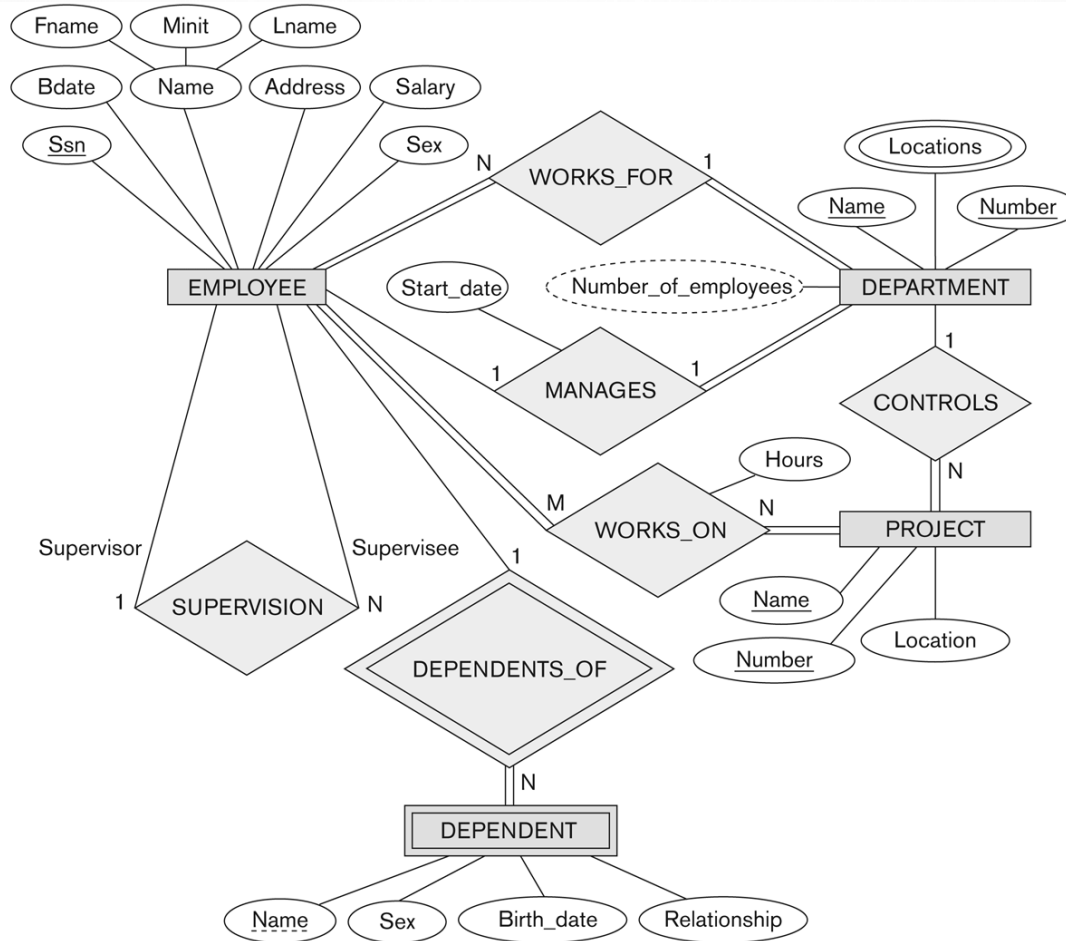 Fname
Minit
Lname
Bdate
Name
Address
Salary
Ssn
Sex
N
WORKS_FOR
1
Locations
Name
Number
EMPLOYEE
Start_date
Number_of_employees
DEPARTMENT
1
MANAGES
1
1
CONTROLS
N
Hours
M
WORKS_ON
N
PROJECT
Supervisor
Supervisee
1
SUPERVISION
N
1
Name
Number
Location
DEPENDENTS_OF
N
DEPENDENT
Name
Sex
Birth_date
Relationship